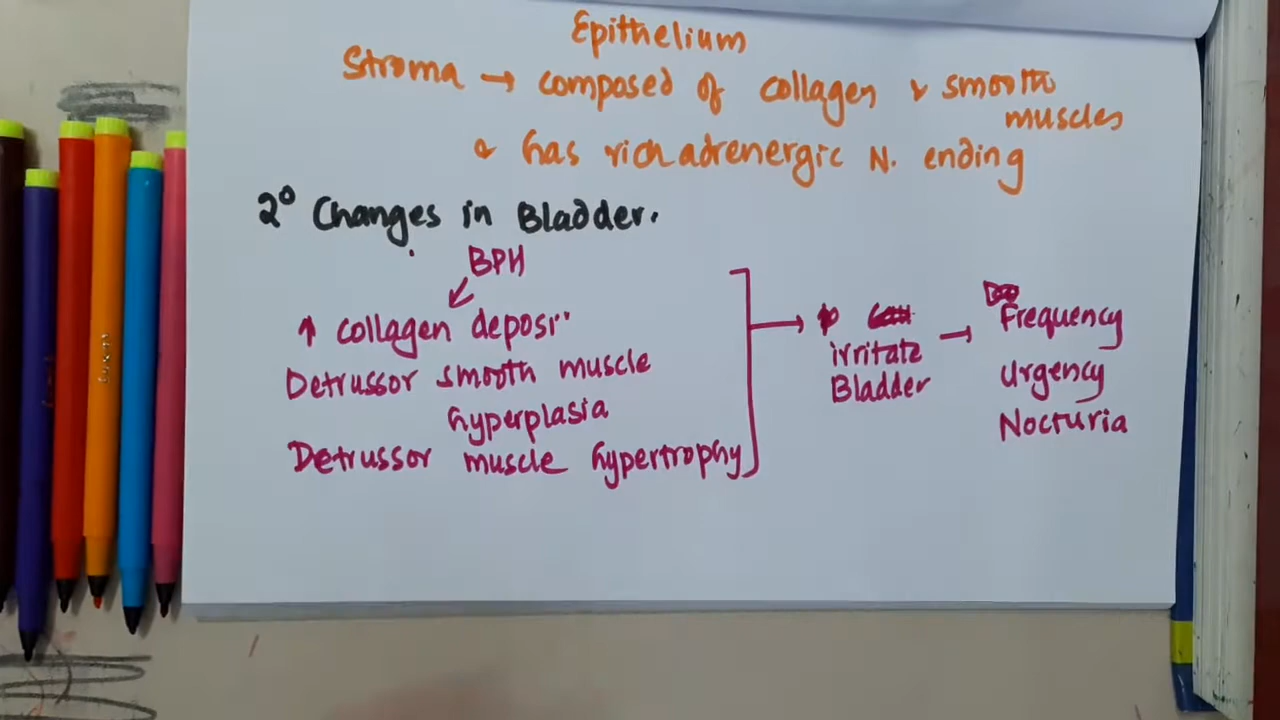 Epithelium
Stroma → composed of collagen & smooth
muscles
& has rich adrenergic N. ending
2° Changes in Bladder.
BPH
↑ collagen deposi
Detrussor smooth muscle
hyperplasia
Detrussor muscle hypertrophy
→ irritate
Bladder
→ Frequency
Urgency
Nocturia